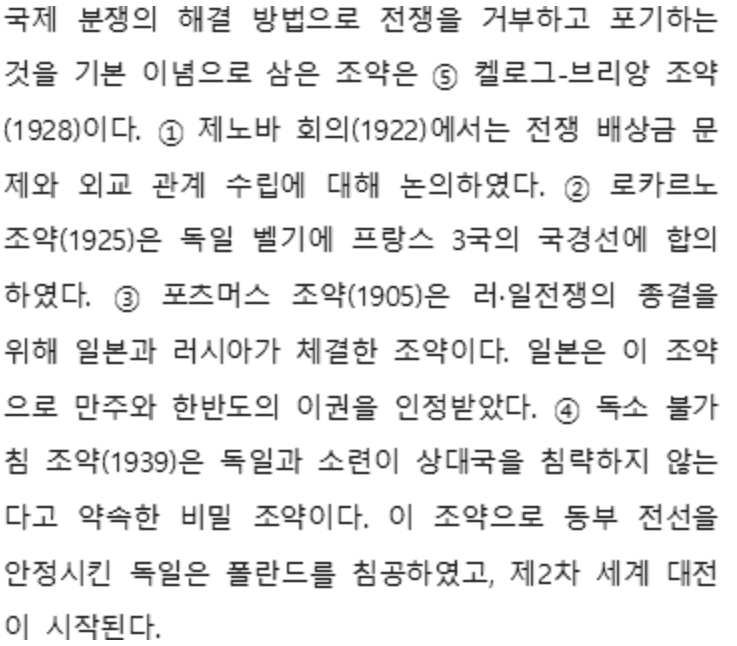 국제 분쟁의 해결 방법으로 전쟁을 거부하고 포기하는
것을 기본 이념으로 삼은 조약은 ⑤ 켈로그-브리앙 조약
(1928)이다. ① 제노바 회의(1922)에서는 전쟁 배상금 문
제와 외교 관계 수립에 대해 논의하였다. ② 로카르노
조약(1925)은 독일 벨기에 프랑스 3국의 국경선에 합의
하였다. ③ 포츠머스 조약(1905)은 러·일전쟁의 종결을
위해 일본과 러시아가 체결한 조약이다. 일본은 이 조약
으로 만주와 한반도의 이권을 인정받았다. ④ 독소 불가
침 조약(1939)은 독일과 소련이 상대국을 침략하지 않는
다고 약속한 비밀 조약이다. 이 조약으로 동부 전선을
안정시킨 독일은 폴란드를 침공하였고, 제2차 세계 대전
이 시작된다.